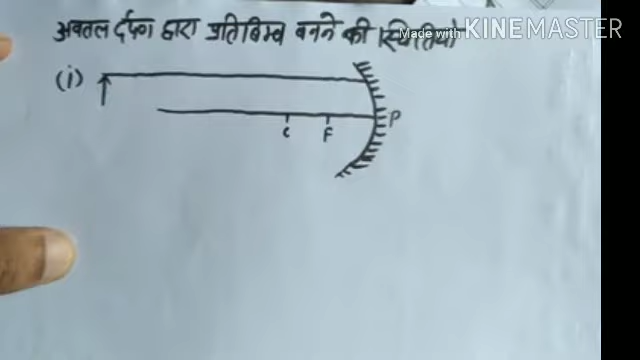 अवतल दर्पण द्वारा प्रतिबिम्ब बनने की स्थितियो
Made with KINEMASTER
(i)
C F P